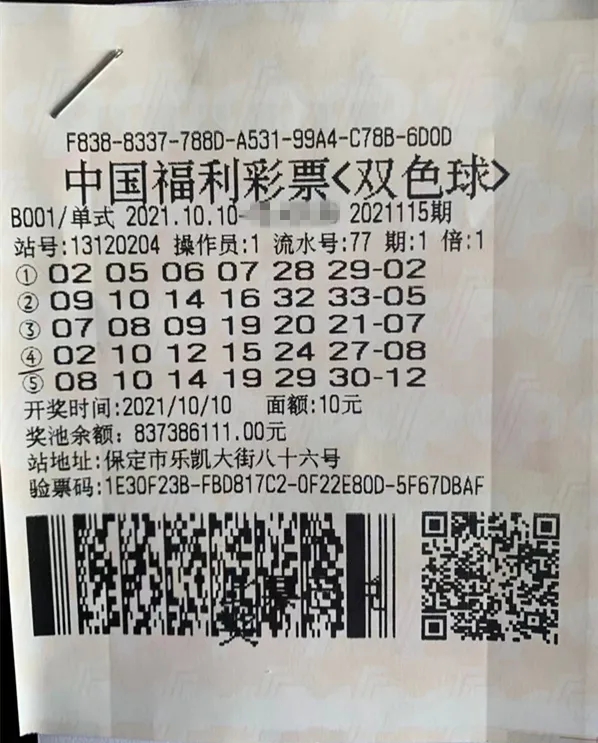 F838-8337-788D-A531-99A4-C78B-6D0D
中国福利彩票<双色球>
B001/单式 2021.10.10- 2021115期
站号:13120204 操作员:1 流水号:77 期:1 倍:1
① 02 05 06 07 28 29-02
② 09 10 14 16 32 33-05
③ 07 08 09 19 20 21-07
④ 02 10 12 15 24 27-08
⑤ 08 10 14 19 29 30-12
开奖时间:2021/10/10 面额:10元
奖池余额: 837386111.00元
站地址:保定市乐凯大街八十六号
验票码:1E30F23B-FBD817C2-0F22E80D-5F67DBAF